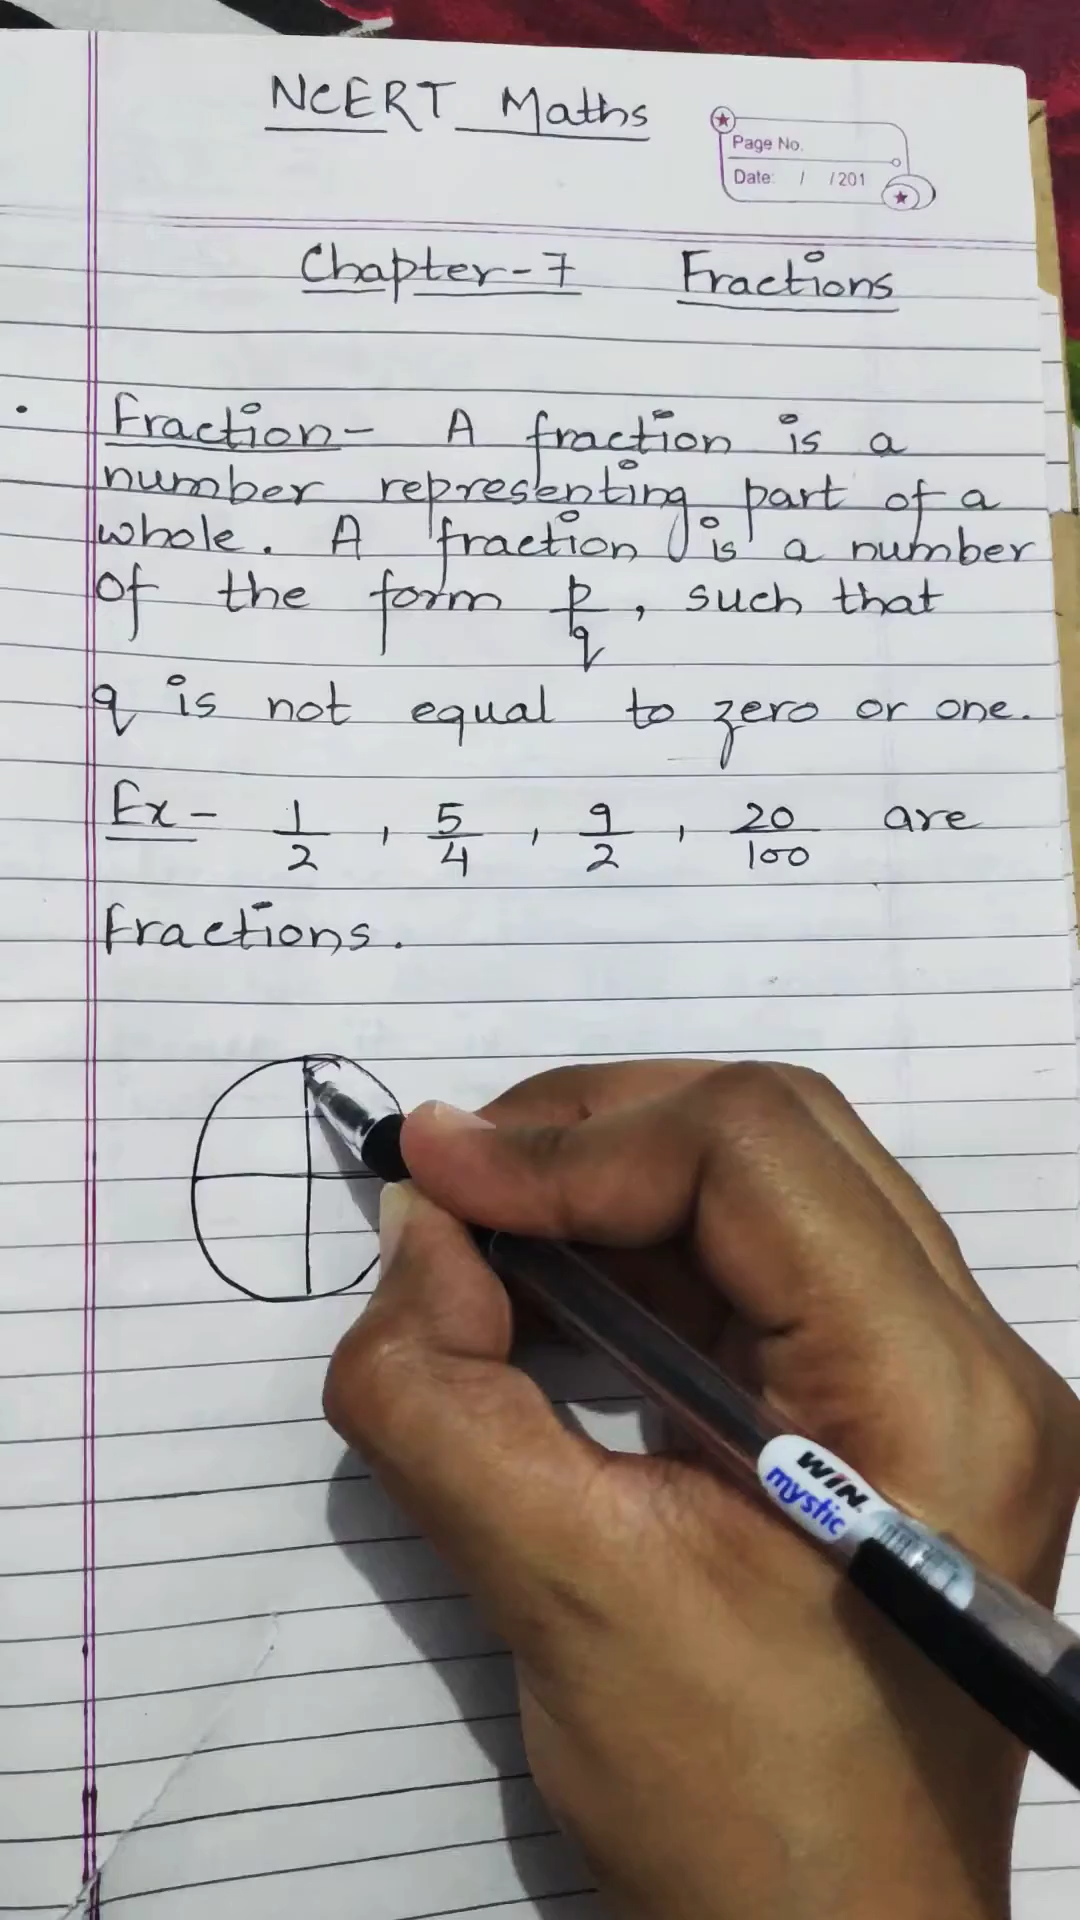 NCERT Maths
Page No.
Date: / /201
Chapter-7 Fractions
Fraction- A fraction is a
number representing part of a
whole. A fraction is a number
of the form p/q, such that
q is not equal to zero or one.
Ex- 1/2, 5/4, 9/2, 20/100 are
fractions.
WIN
mystic